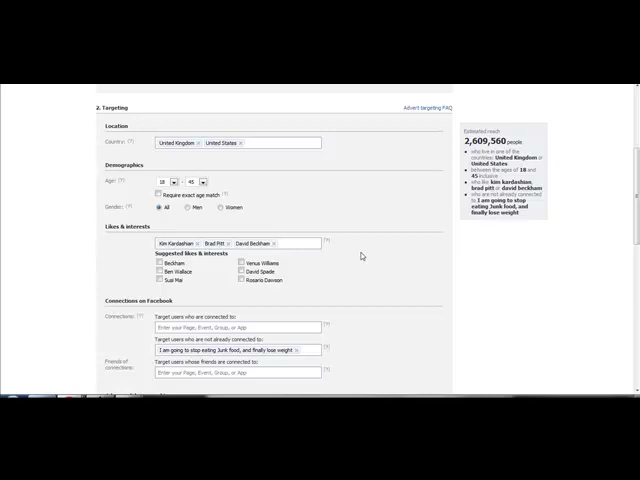 2. Targeting
Advert targeting FAQ
Location
Country: [?]
United Kingdom × United States ×
Demographics
Age: [?]
18 - 45
Require exact age match [?]
Gender: [?]
All Men Women
Likes & interests
Kim Kardashian × Brad Pitt × David Beckham ×
[?]
Suggested likes & interests
Beckham Venus Williams
Ben Wallace David Spade
Suai Mai Rosario Dawson
Connections on Facebook
Connections: [?]
Target users who are connected to:
Enter your Page, Event, Group, or App
[?]
Target users who are not already connected to:
I am going to stop eating Junk food, and finally lose weight ×
[?]
Friends of connections:
Target users whose friends are connected to:
Enter your Page, Event, Group, or App
[?]
Estimated reach
2,609,560 people
who live in one of the
countries: United Kingdom or
United States
between the ages of 18 and
45 inclusive
who like kim kardashian,
brad pitt or david beckham
who are not already connected
to I am going to stop
eating Junk food, and
finally lose weight